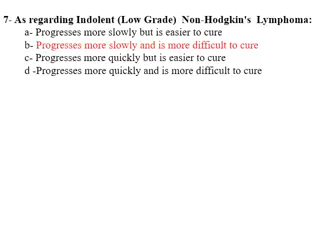 7- As regarding Indolent (Low Grade) Non-Hodgkin's Lymphoma:
a- Progresses more slowly but is easier to cure
b- Progresses more slowly and is more difficult to cure
c- Progresses more quickly but is easier to cure
d -Progresses more quickly and is more difficult to cure